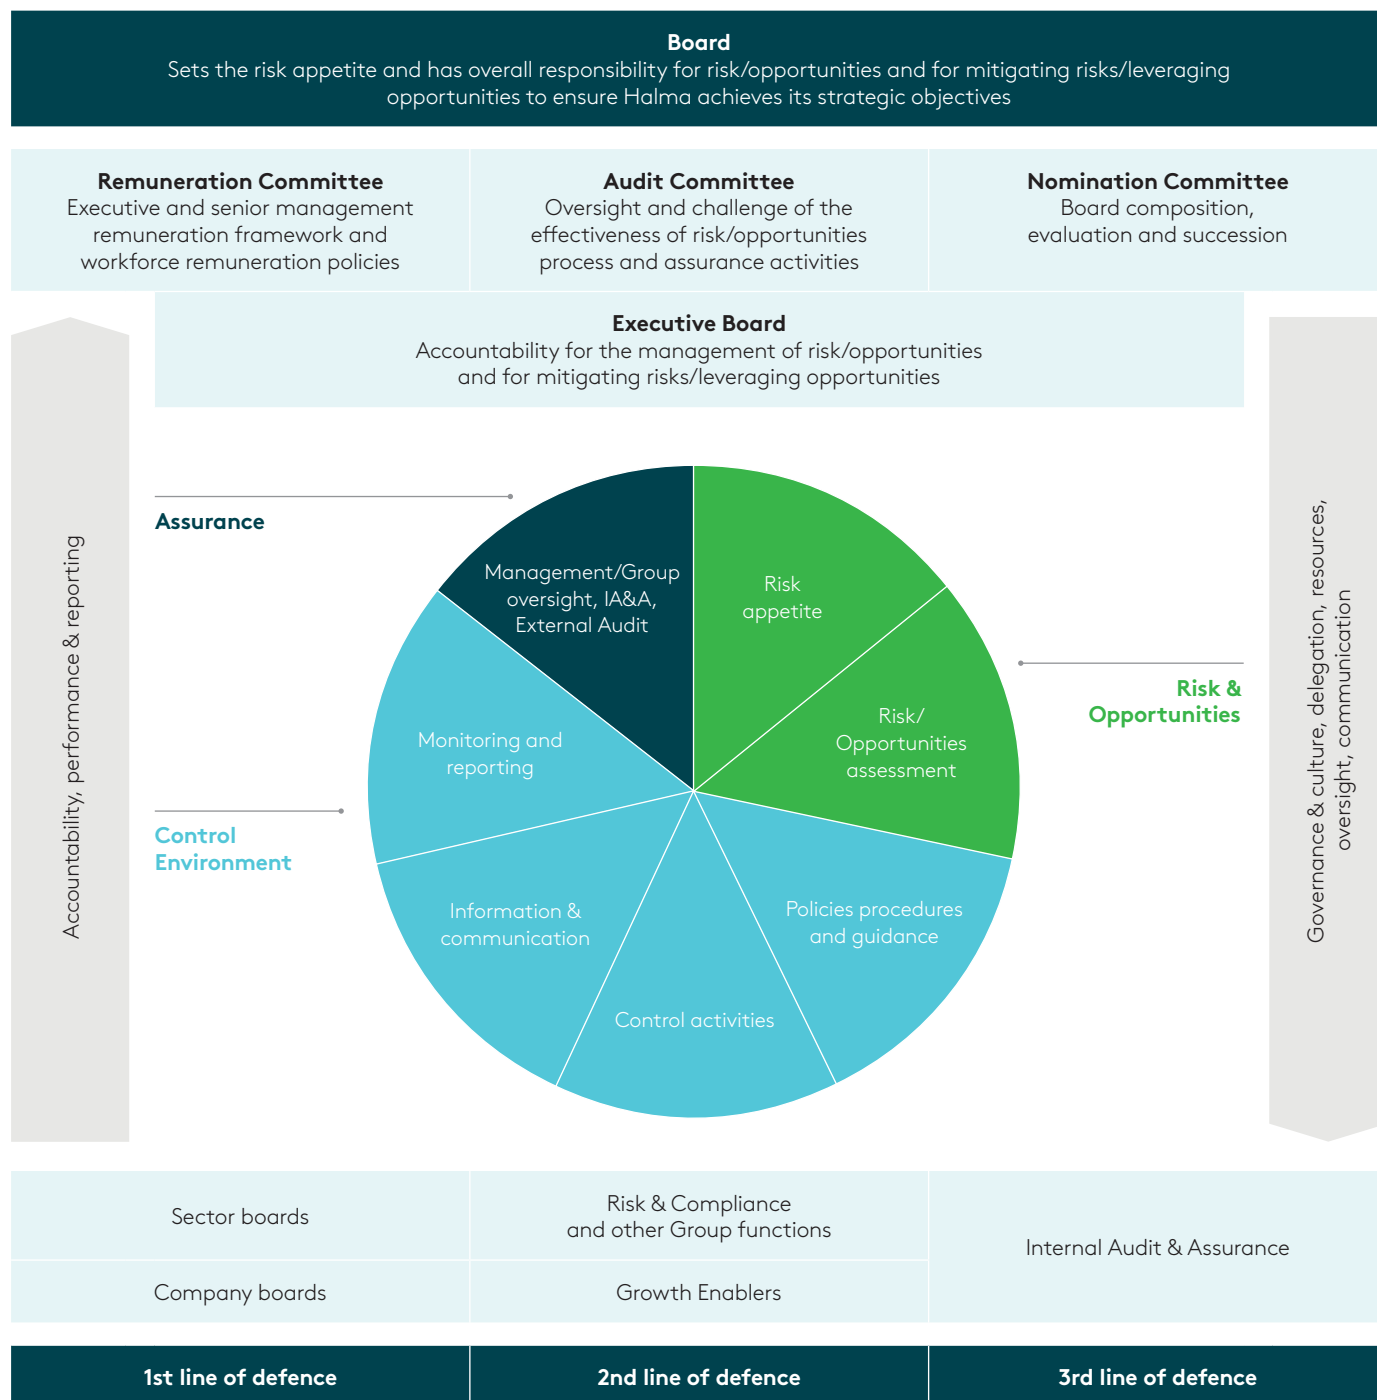 Board
Sets the risk appetite and has overall responsibility for risk/opportunities and for mitigating risks/leveraging
opportunities to ensure Halma achieves its strategic objectives
Remuneration Committee
Executive and senior management
remuneration framework and
workforce remuneration policies
Audit Committee
Oversight and challenge of the
effectiveness of risk/opportunities
process and assurance activities
Nomination Committee
Board composition,
evaluation and succession
Executive Board
Accountability for the management of risk/opportunities
and for mitigating risks/leveraging opportunities
Accountability, performance & reporting
Assurance
Management/Group
oversight, IA&A,
External Audit
Risk
appetite
Risk/
Opportunities
assessment
Risk &
Opportunities
Monitoring and
reporting
Control
Environment
Information &
communication
Policies procedures
and guidance
Control activities
Governance & culture, delegation, resources,
oversight, communication
Sector boards
Company boards
Risk & Compliance
and other Group functions
Growth Enablers
Internal Audit & Assurance
1st line of defence
2nd line of defence
3rd line of defence